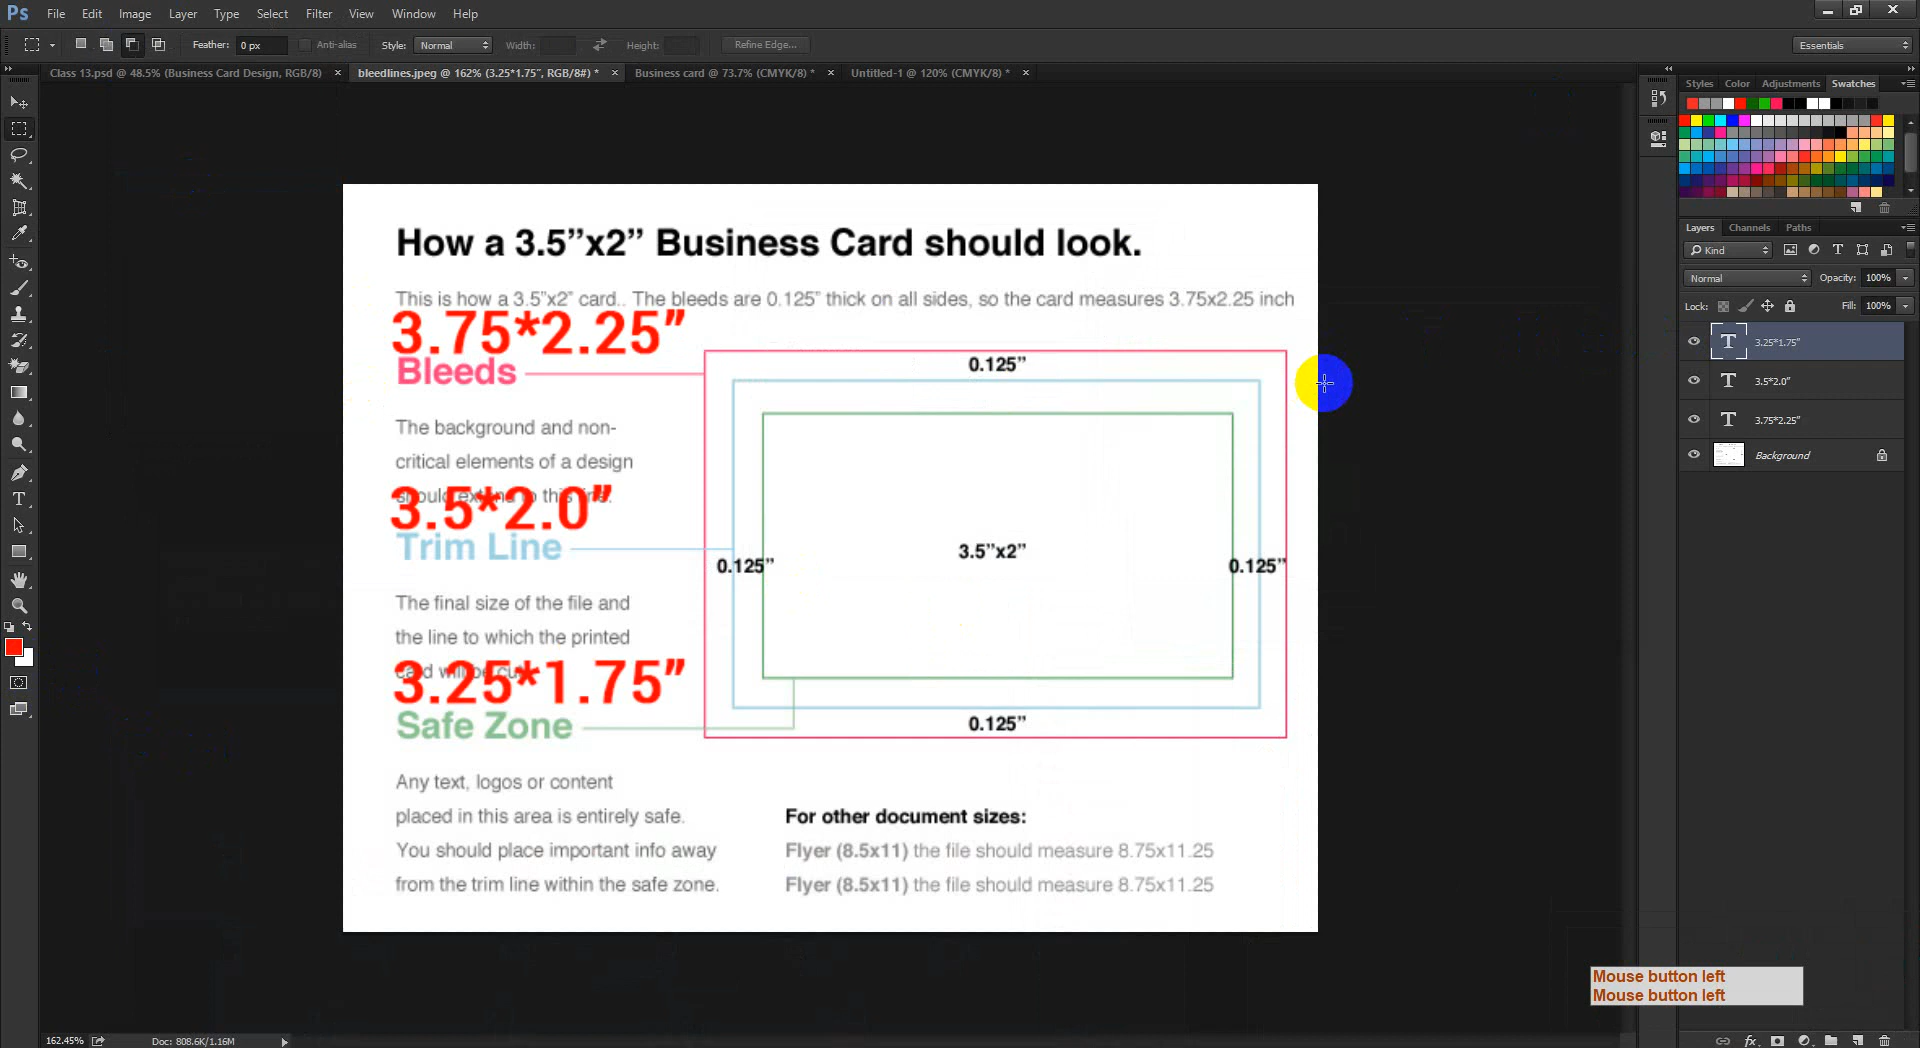 Ps File Edit Image Layer Type Select Filter View Window Help
Feather: 0 px Anti-alias Style: Normal Width: Height: Refine Edge... Essentials
Class 13.psd @ 48.5% (Business Card Design, RGB/8) × bleedlines.jpeg @ 162% (3.25*1.75”, RGB/8#) * × Business card @ 73.7% (CMYK/8) * × Untitled-1 @ 120% (CMYK/8) * ×
Styles Color Adjustments Swatches
Layers Channels Paths
Kind
Normal Opacity: 100%
Lock: Fill: 100%
3.25*1.75”
3.5*2.0”
3.75*2.25”
Background
How a 3.5”x2” Business Card should look.
This is how a 3.5”x2” card.. The bleeds are 0.125” thick on all sides, so the card measures 3.75x2.25 inch
3.75*2.25”
Bleeds
0.125”
The background and non-
critical elements of a design
should extend to this line.
3.5*2.0”
Trim Line
0.125”
3.5”x2”
0.125”
The final size of the file and
the line to which the printed
card will be cut
3.25*1.75”
Safe Zone
0.125”
Any text, logos or content
placed in this area is entirely safe.
You should place important info away
from the trim line within the safe zone.
For other document sizes:
Flyer (8.5x11) the file should measure 8.75x11.25
Flyer (8.5x11) the file should measure 8.75x11.25
Mouse button left
Mouse button left
162.45% Doc: 808.6K/1.16M